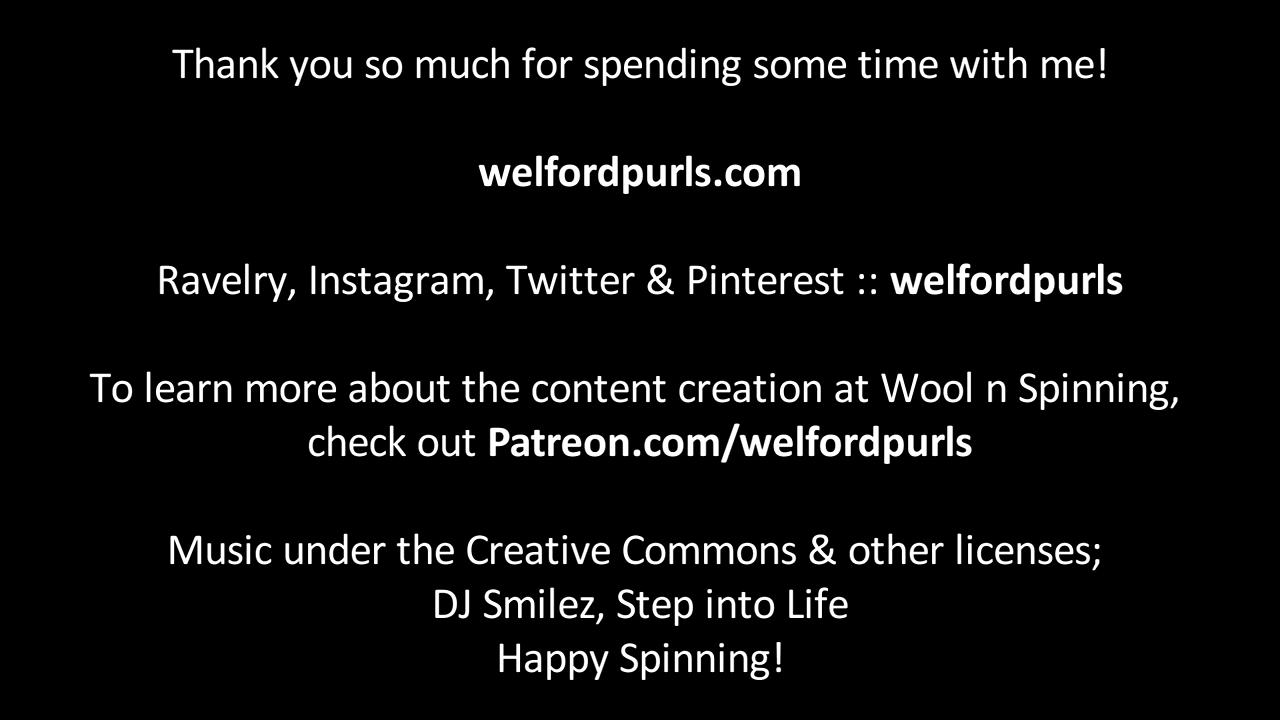 Thank you so much for spending some time with me!
welfordpurls.com
Ravelry, Instagram, Twitter & Pinterest :: welfordpurls
To learn more about the content creation at Wool n Spinning,
check out Patreon.com/welfordpurls
Music under the Creative Commons & other licenses;
DJ Smilez, Step into Life
Happy Spinning!